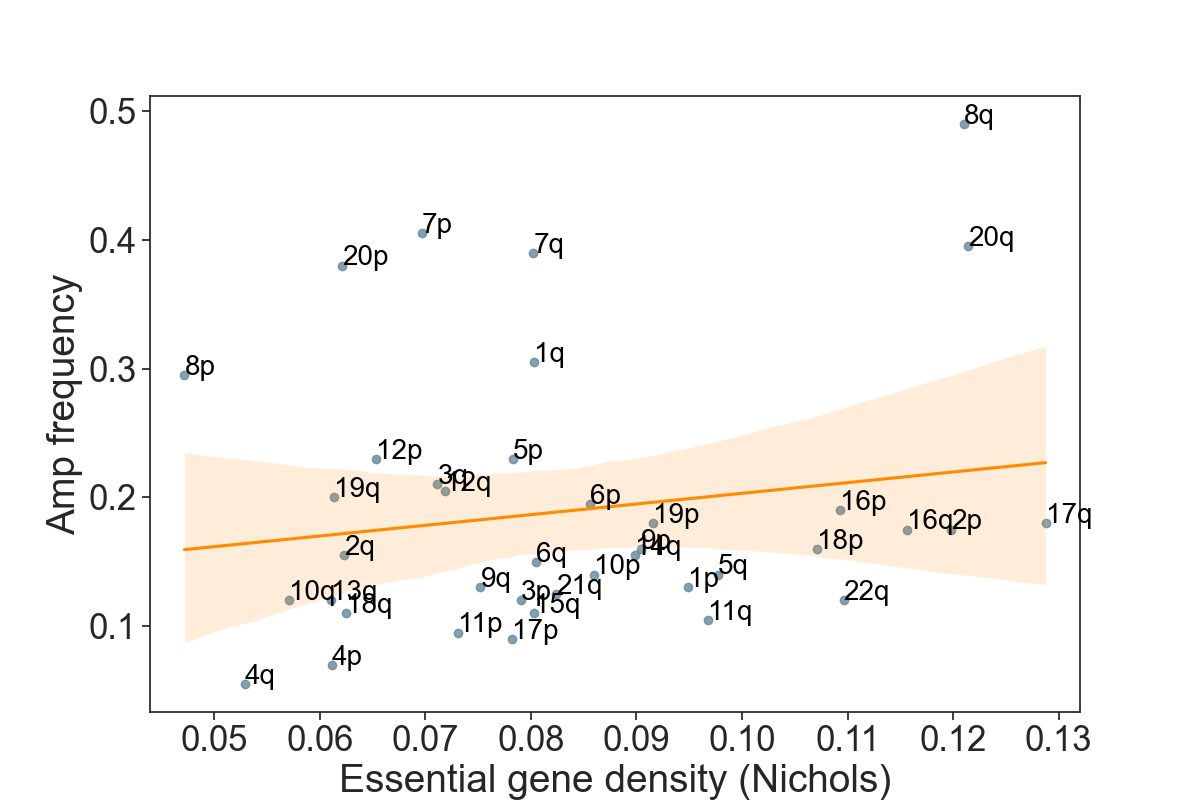 0.5
8q
7p
20q
0.4
7q
20p
1q
0.3
8p
12p
5p
3q
12q
0.2
19q
6p
16p
19p
17q
16q
2p
9p
14q
18p
2q
6q
10p
5q
9q
1p
21q
10q
13q
3p
22q
18q
15q
11q
0.1
11p
17p
4p
4q
Amp frequency
0.05 0.06 0.07 0.08 0.09 0.10 0.11 0.12 0.13
Essential gene density (Nichols)